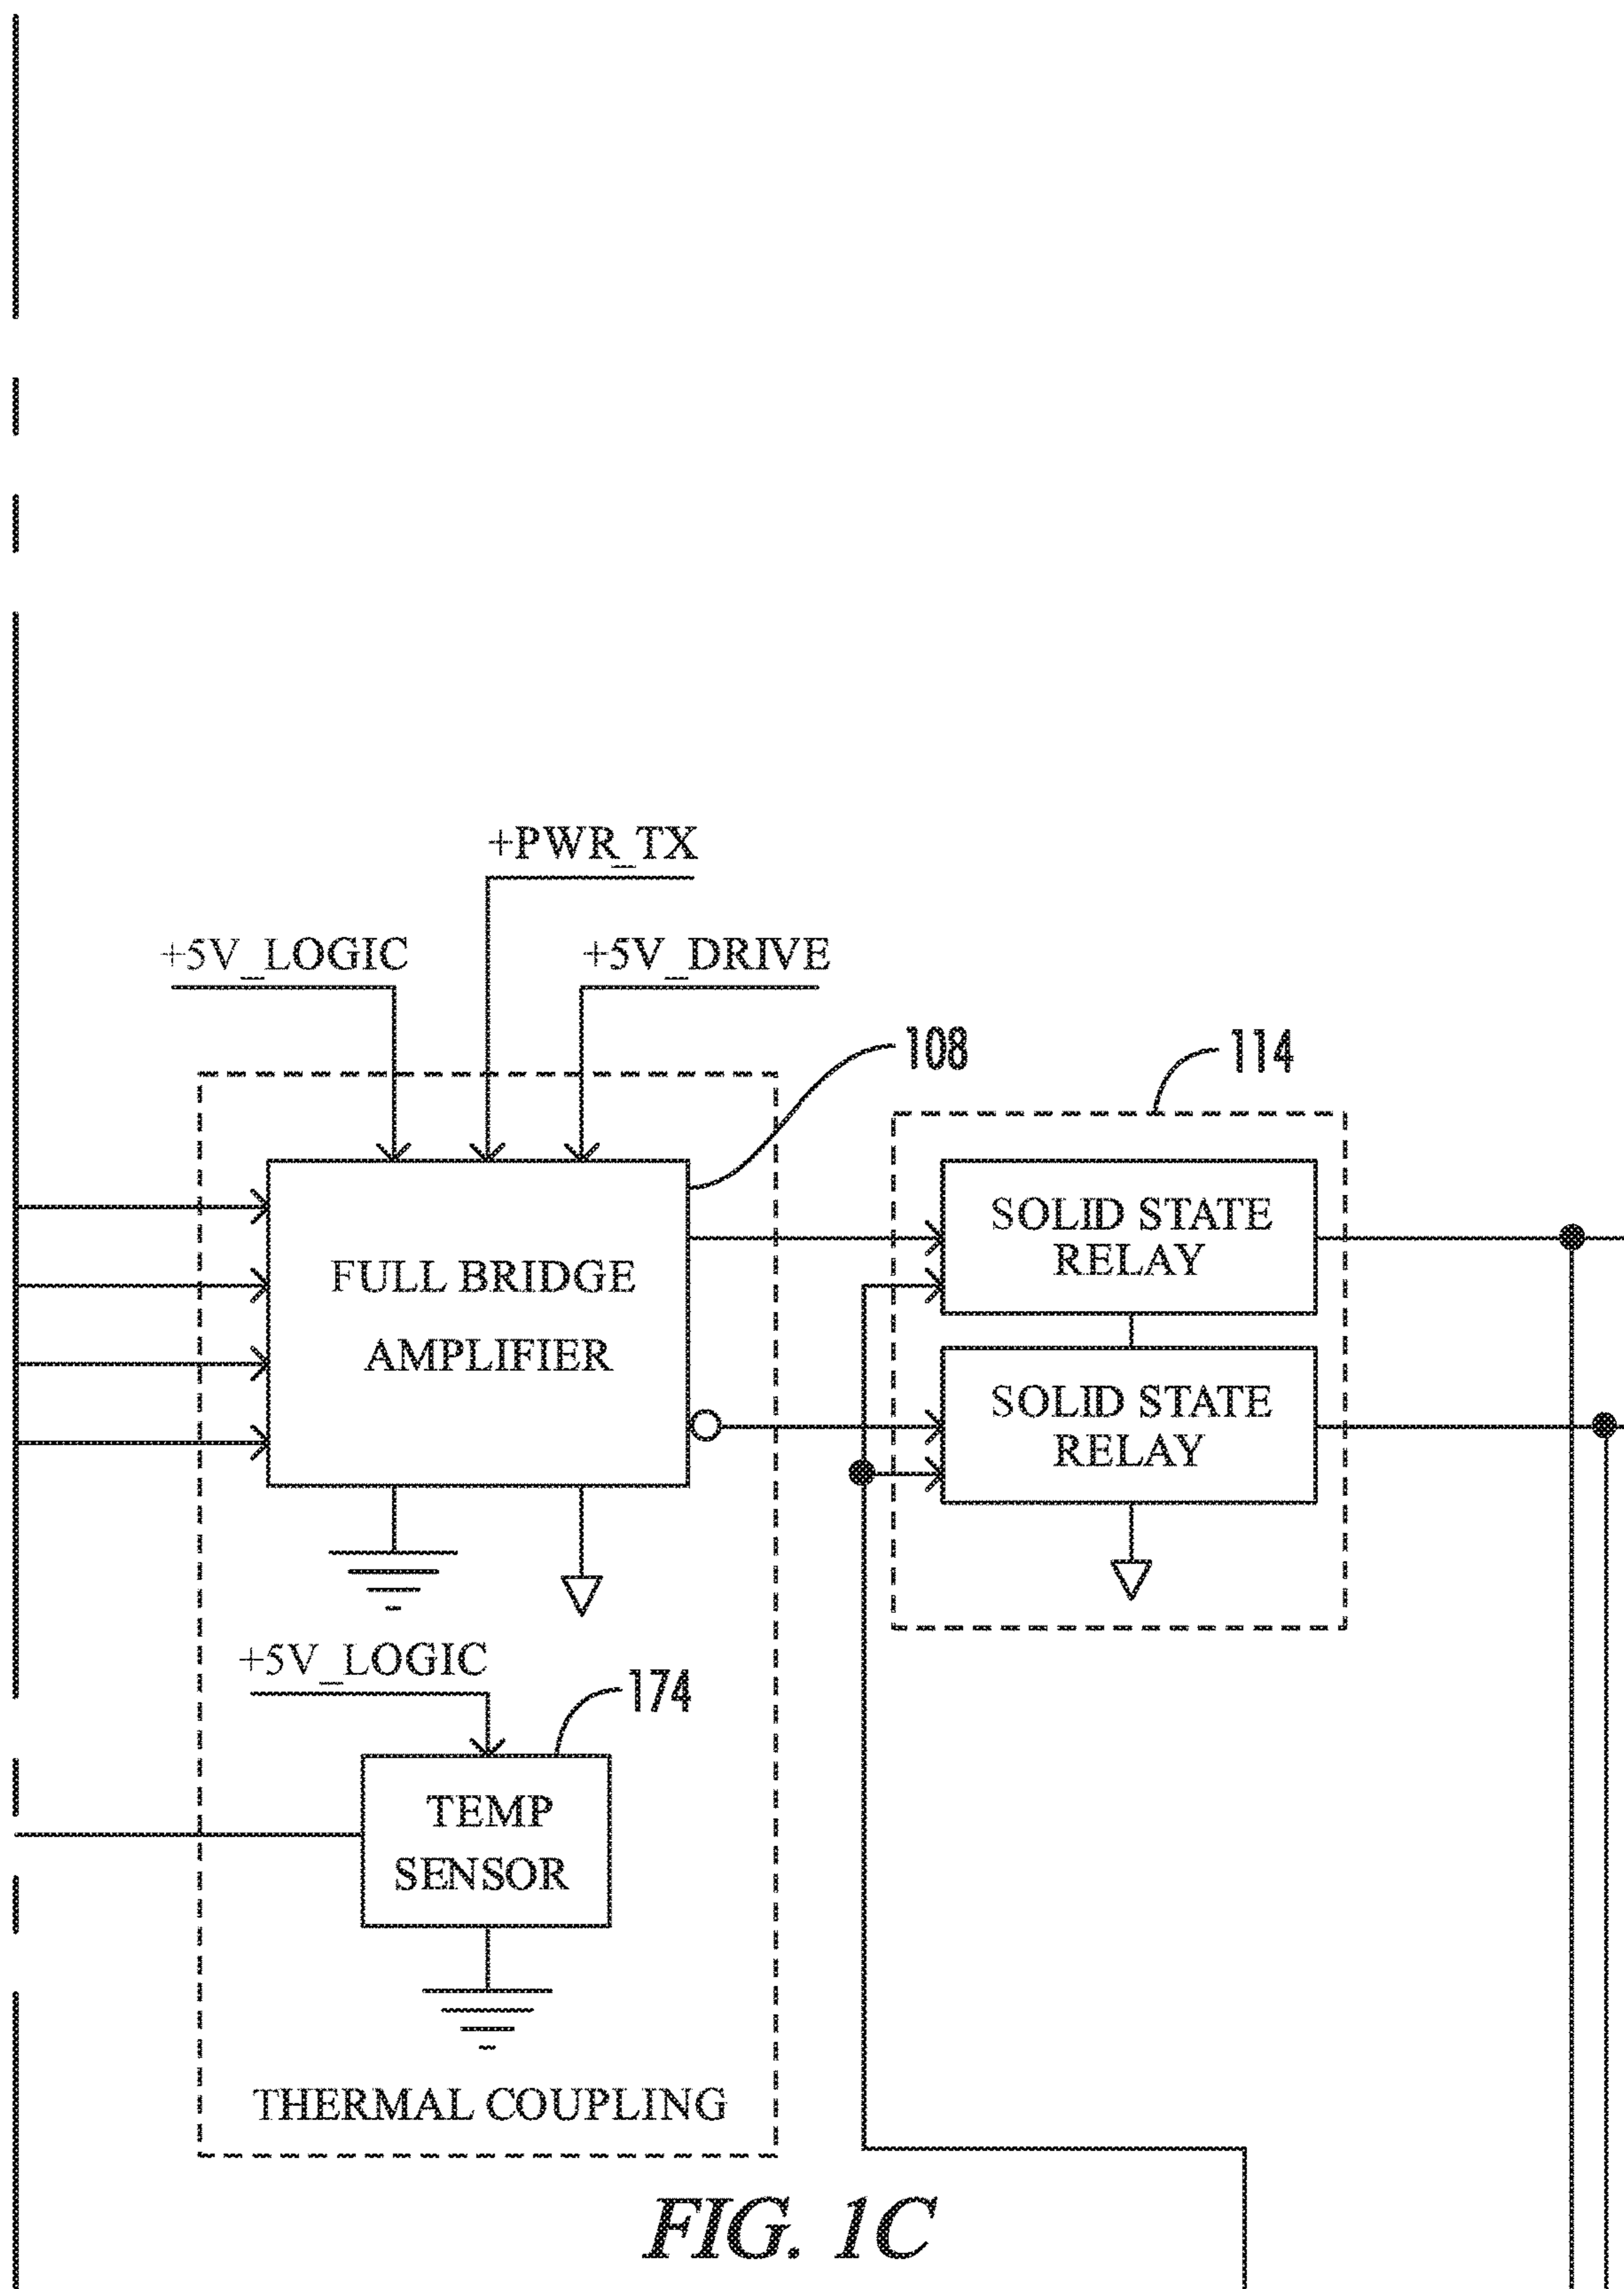 +PWR_TX
+5V_LOGIC
+5V_DRIVE
108
114
SOLID STATE
RELAY
FULL BRIDGE
AMPLIFIER
SOLID STATE
RELAY
+5V_LOGIC
174
TEMP
SENSOR
THERMAL COUPLING
FIG. 1C